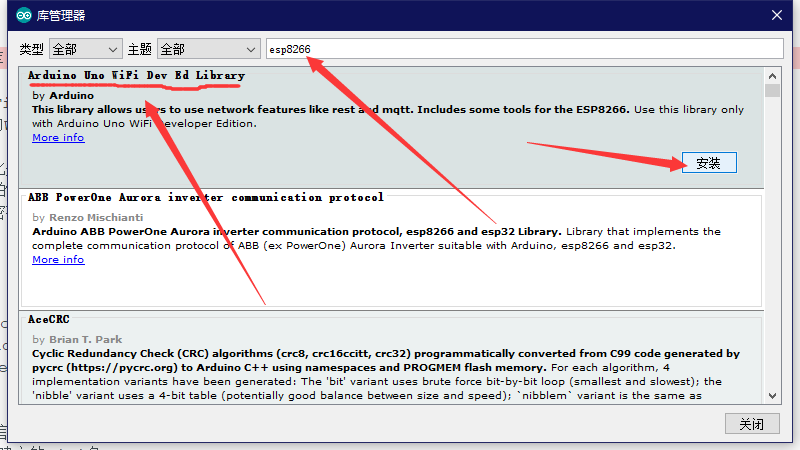 库管理器
类型 全部 主题 全部 esp8266
Arduino Uno WiFi Dev Ed Library
by Arduino
This library allows users to use network features like rest and mqtt. Includes some tools for the ESP8266. Use this library only
with Arduino Uno WiFi Developer Edition.
More info
安装
ABB PowerOne Aurora inverter communication protocol
by Renzo Mischianti
Arduino ABB PowerOne Aurora inverter communication protocol, esp8266 and esp32 Library. Library that implements the
complete communication protocol of ABB (ex PowerOne) Aurora Inverter suitable with Arduino, esp8266 and esp32.
More info
AceCRC
by Brian T. Park
Cyclic Redundancy Check (CRC) algorithms (crc8, crc16ccitt, crc32) programmatically converted from C99 code generated by
pycrc (https://pycrc.org) to Arduino C++ using namespaces and PROGMEM flash memory. For each algorithm, 4
implementation variants have been generated: The 'bit' variant uses brute force bit-by-bit loop (smallest and slowest); the
'nibble' variant uses a 4-bit table (potentially good balance between size and speed); `nibblem` variant is the same as
关闭